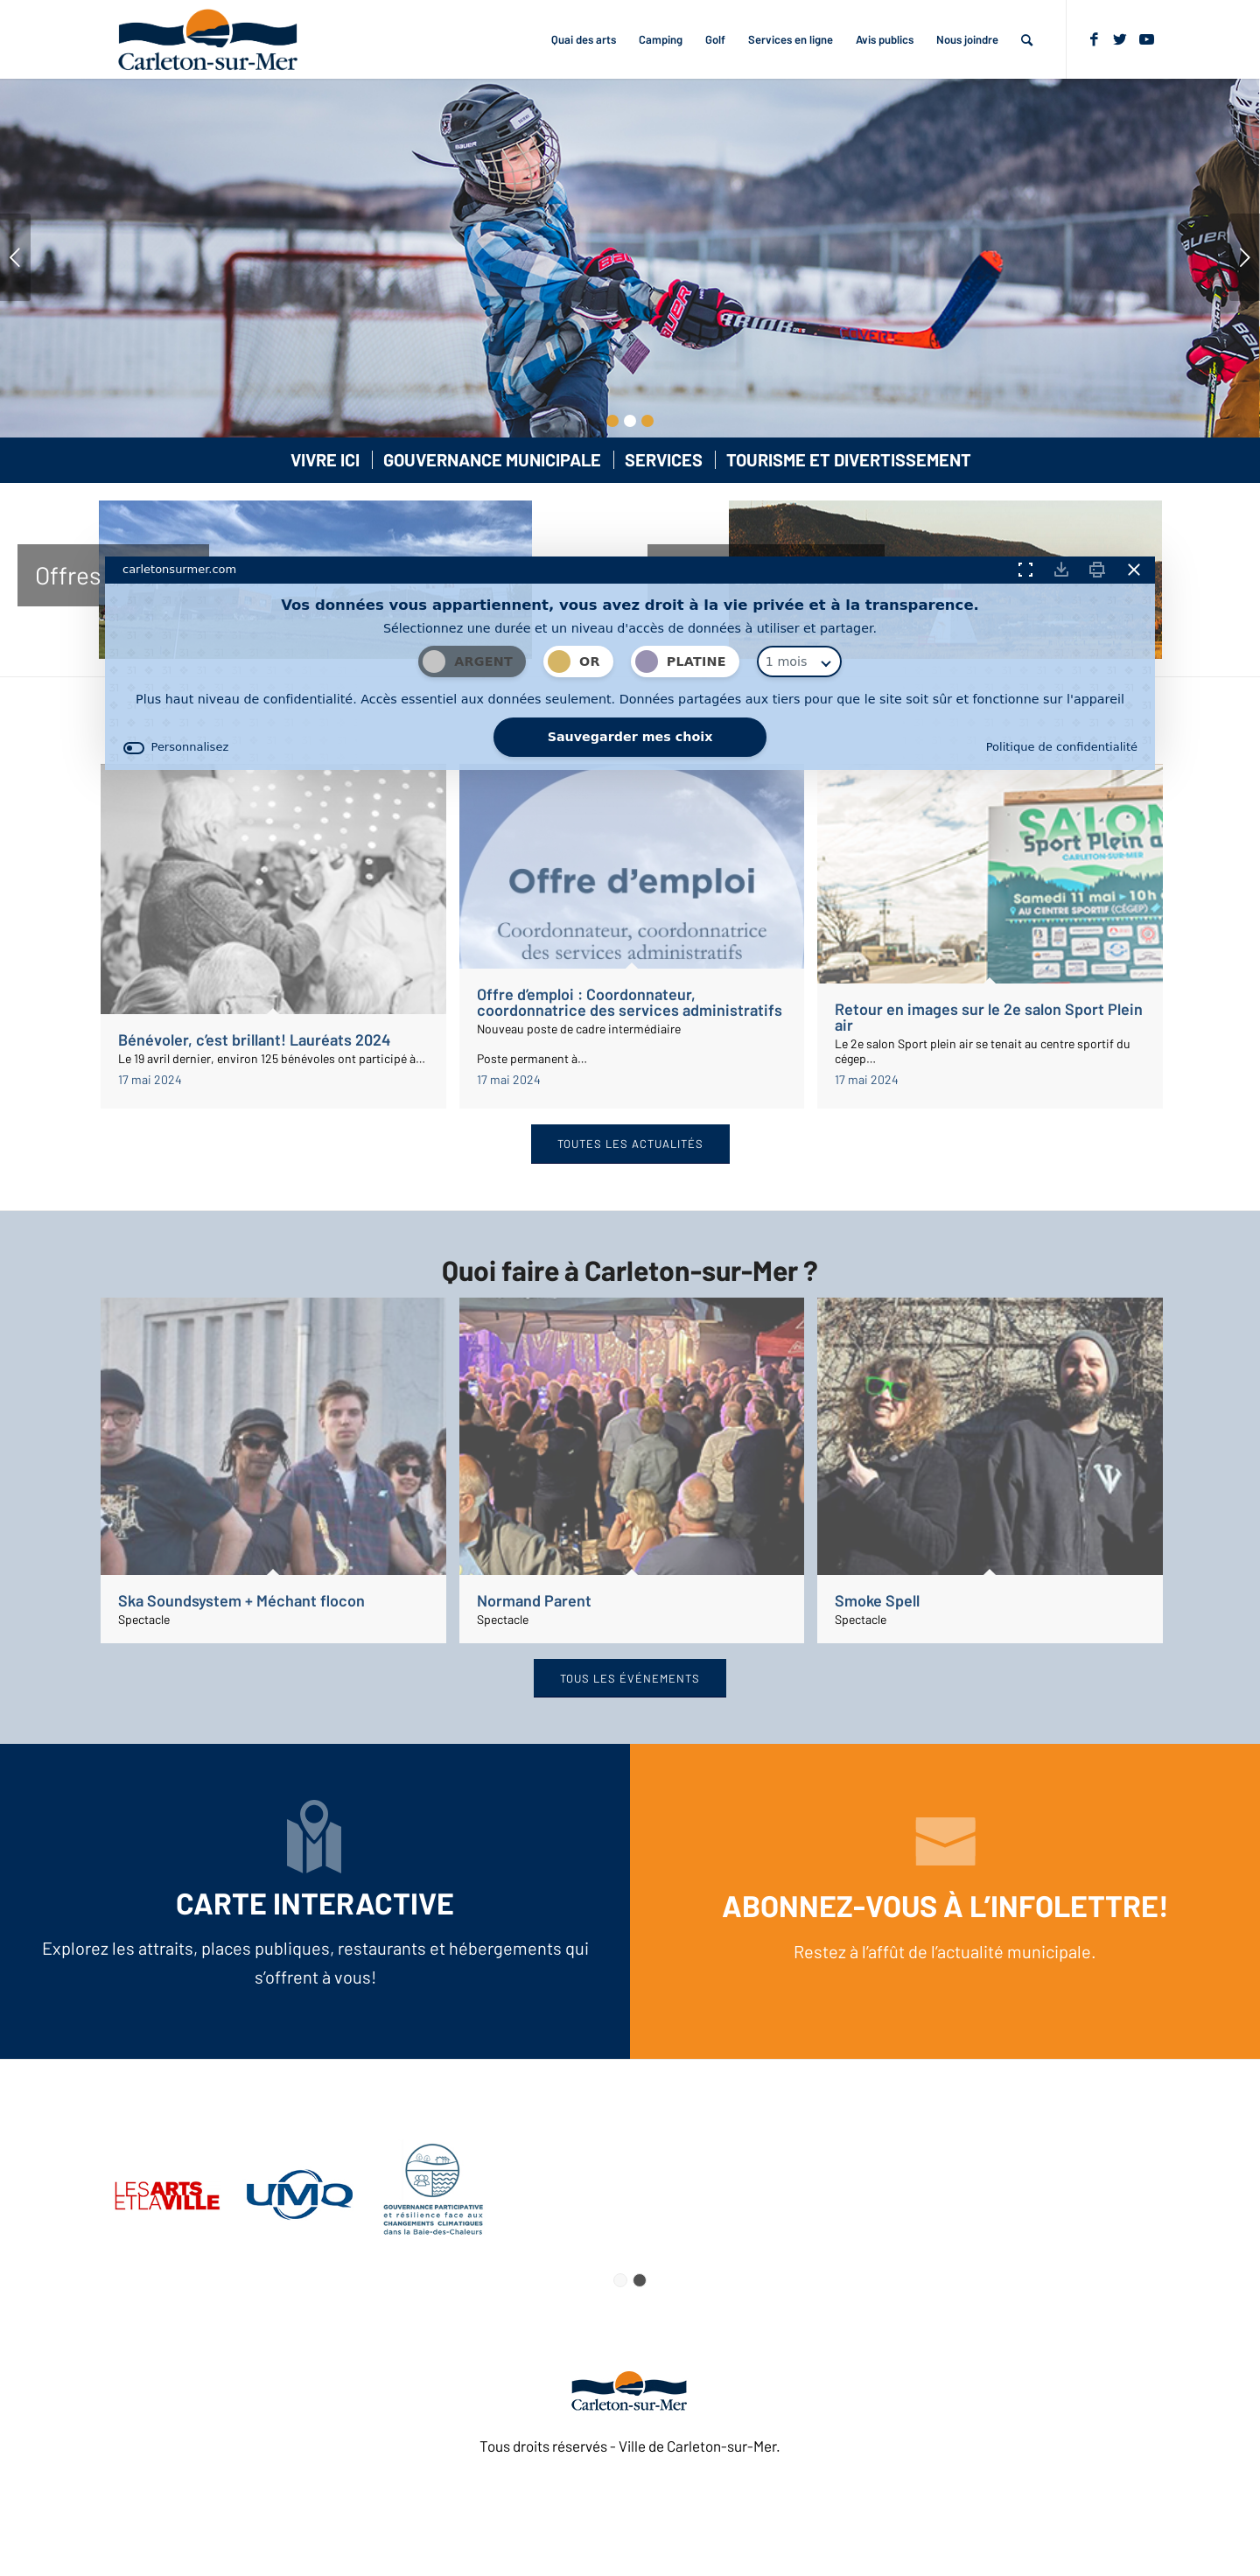 Carleton-sur-Mer
Quai des arts
Camping
Golf
Services en ligne
Avis publics
Nous joindre
BAUER
COVERT
BAUER
VIVRE ICI
GOUVERNANCE MUNICIPALE
SERVICES
TOURISME ET DIVERTISSEMENT
Offres
carletonsurmer.com
Vos données vous appartiennent, vous avez droit à la vie privée et à la transparence.
Sélectionnez une durée et un niveau d'accès de données à utiliser et partager.
ARGENT
OR
PLATINE
1 mois
Plus haut niveau de confidentialité. Accès essentiel aux données seulement. Données partagées aux tiers pour que le site soit sûr et fonctionne sur l'appareil
Personnalisez
Sauvegarder mes choix
Politique de confidentialité
Offre d'emploi
Coordonnateur, coordonnatrice
des services administratifs
SALON
Sport Plein a
CARLETON-SUR-MER
Samedi 11 mai
10h
AU CENTRE SPORTIF (CÉGEP)
Bénévoler, c’est brillant! Lauréats 2024
Le 19 avril dernier, environ 125 bénévoles ont participé à…
17 mai 2024
Offre d’emploi : Coordonnateur,
coordonnatrice des services administratifs
Nouveau poste de cadre intermédiaire
Poste permanent à…
17 mai 2024
Retour en images sur le 2e salon Sport Plein
air
Le 2e salon Sport plein air se tenait au centre sportif du
cégep…
17 mai 2024
TOUTES LES ACTUALITÉS
Quoi faire à Carleton-sur-Mer ?
Ska Soundsystem + Méchant flocon
Spectacle
Normand Parent
Spectacle
Smoke Spell
Spectacle
TOUS LES ÉVÉNEMENTS
CARTE INTERACTIVE
Explorez les attraits, places publiques, restaurants et hébergements qui
s’offrent à vous!
ABONNEZ-VOUS À L’INFOLETTRE!
Restez à l’affût de l’actualité municipale.
LES ARTS
ET LA VILLE
UMQ
GOUVERNANCE PARTICIPATIVE
et résilience face aux
CHANGEMENTS CLIMATIQUES
dans la Baie-des-Chaleurs
Carleton-sur-Mer
Tous droits réservés - Ville de Carleton-sur-Mer.